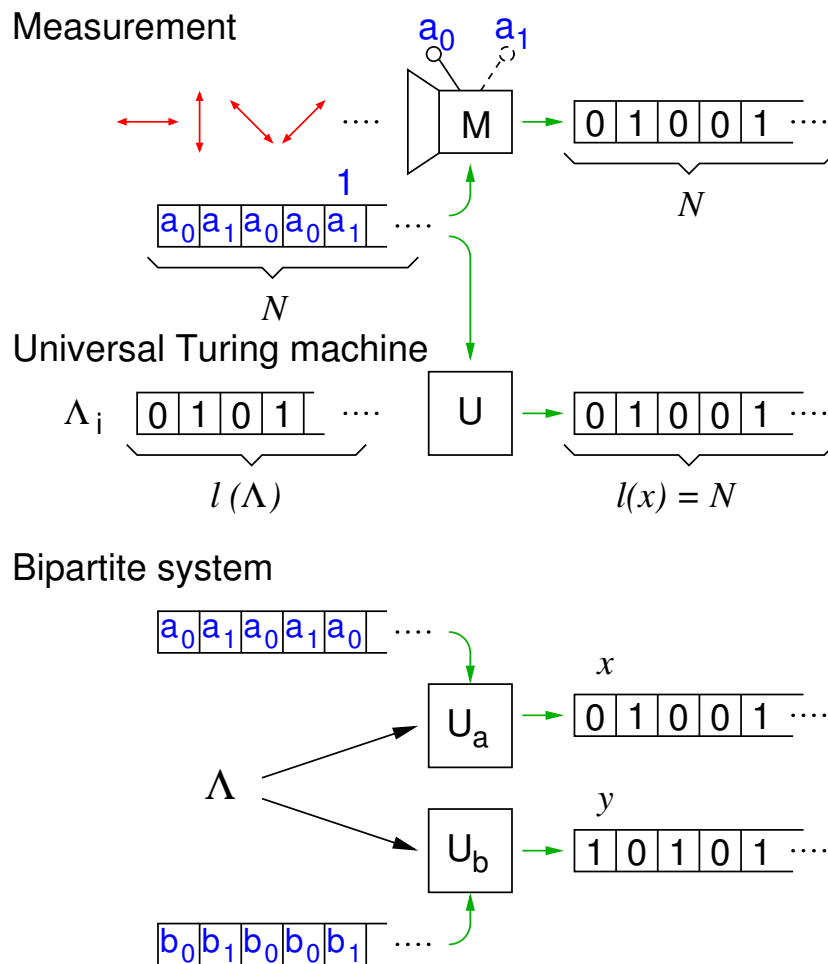 Measurement
a0 a1
.... M 0 1 0 0 1 ....
1
N
a0 a1 a0 a0 a1 ....
N
Universal Turing machine
Λi 0 1 0 1 .... U 0 1 0 0 1 ....
l (Λ) l(x) = N
Bipartite system
a0 a1 a0 a1 a0 ....
x
Ua 0 1 0 0 1 ....
Λ
y
Ub 1 0 1 0 1 ....
b0 b1 b0 b0 b1 ....